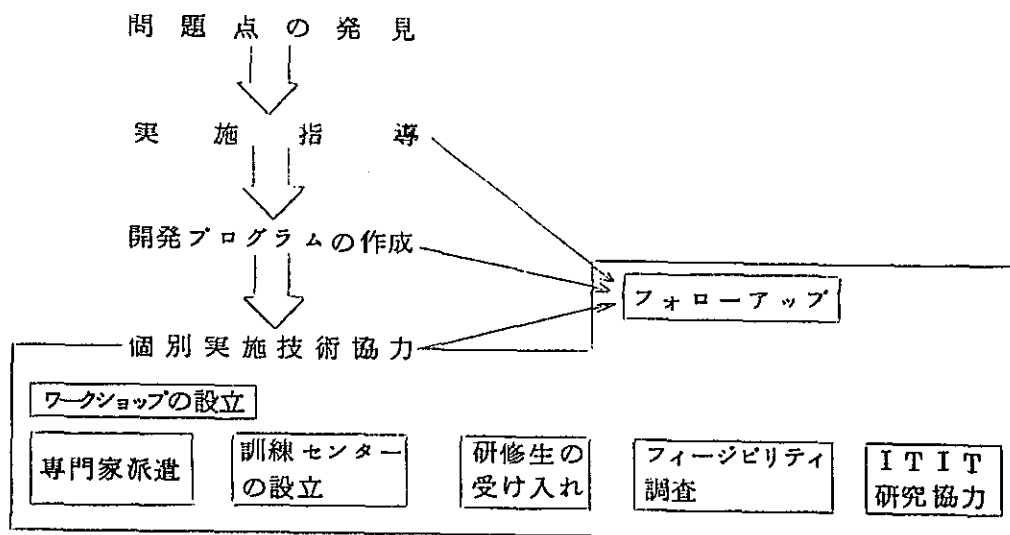 問題点の発見
実施指導
開発プログラムの作成
フォローアップ
個別実施技術協力
ワークショップの設立
専門家派遣
訓練センター
の設立
研修生の
受け入れ
フィージビリティ
調査
ITIT
研究協力